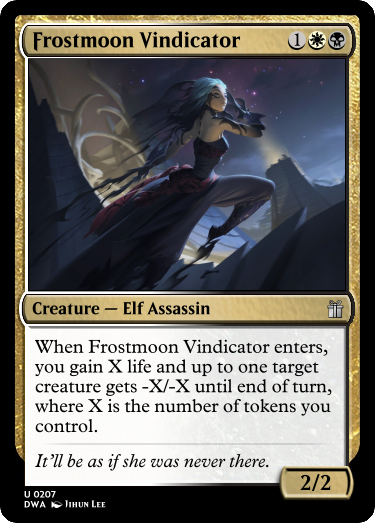 Frostmoon Vindicator 1
Creature — Elf Assassin
When Frostmoon Vindicator enters,
you gain X life and up to one target
creature gets -X/-X until end of turn,
where X is the number of tokens you
control.
It'll be as if she was never there.
2/2
U 0207
DWA Jihun Lee